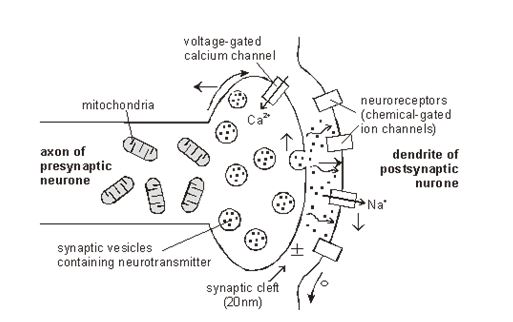 voltage-gated
calcium channel
mitochondria
Ca²⁺
neuroreceptors
(chemical-gated
ion channels)
axon of
presynaptic
neurone
dendrite of
postsynaptic
nurone
Na⁺
synaptic vesicles
containing neurotransmitter
±
synaptic cleft
(20nm)